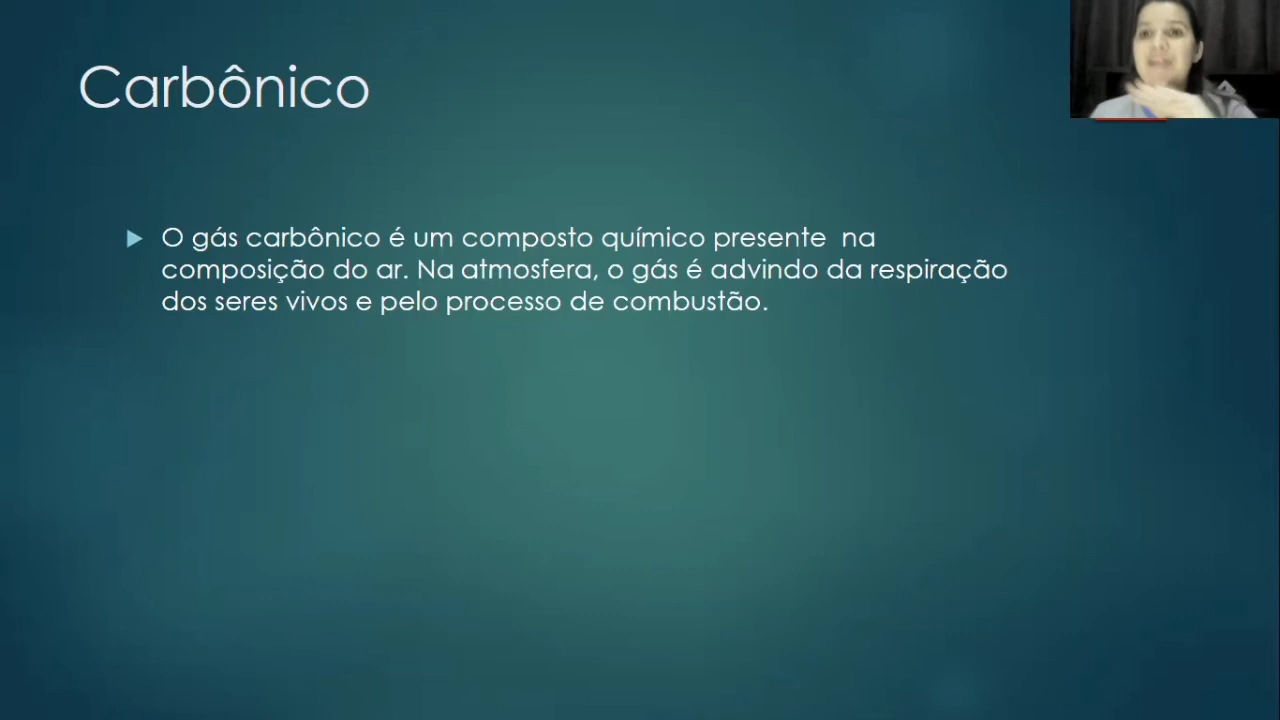 Carbônico
O gás carbônico é um composto químico presente  na
composição do ar. Na atmosfera, o gás é advindo da respiração
dos seres vivos e pelo processo de combustão.